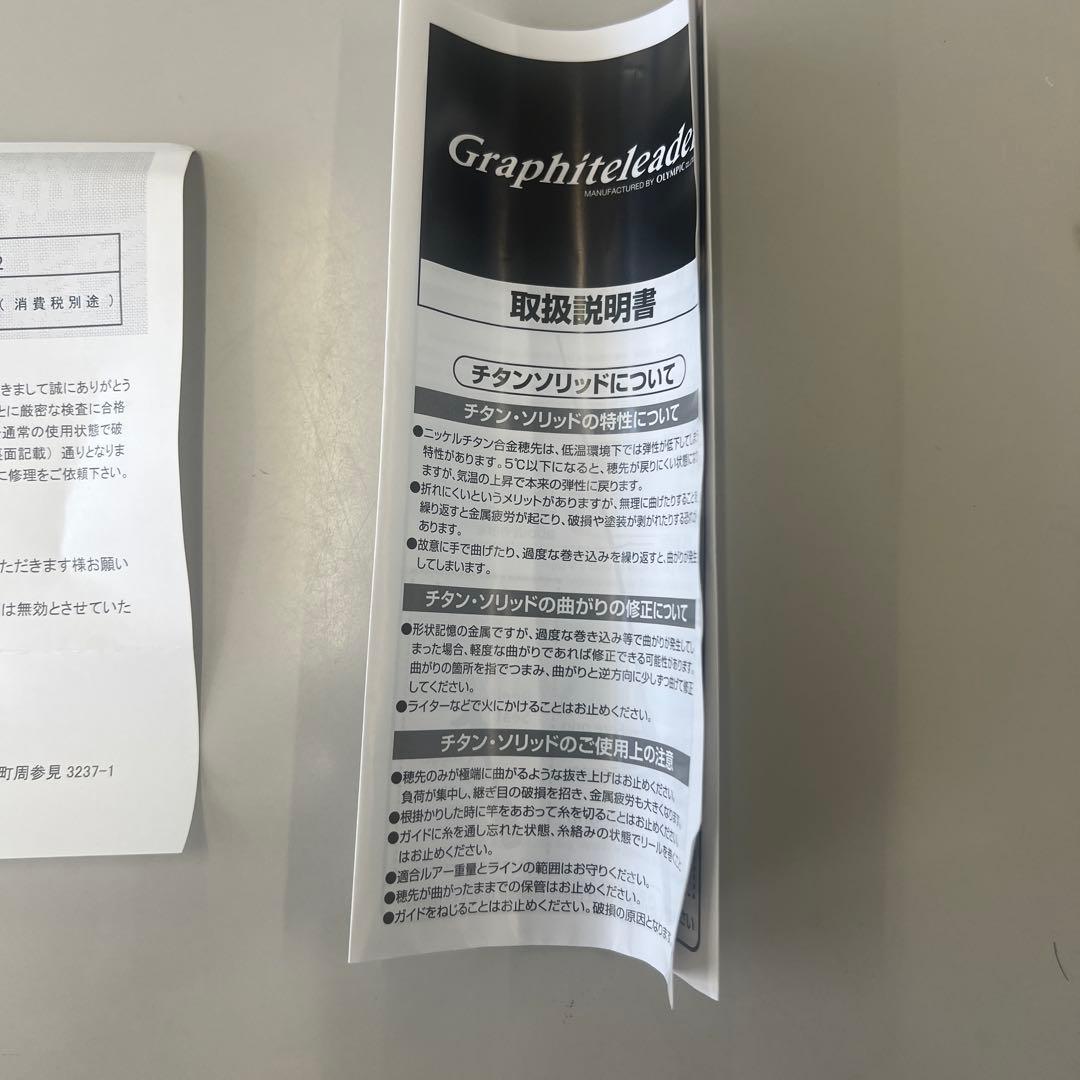 2
( 消費税別途 )
きまして誠にありがとう
とに厳密な検査に合格
通常の使用状態で破
面記載）通りとなりま
に修理をご依頼下さい。
ただきます様お願い
は無効とさせていた
町周参見 3237-1
Graphiteleader
MANUFACTURED BY OLYMPIC
取扱説明書
チタンソリッドについて
チタン・ソリッドの特性について
●ニッケルチタン合金穂先は、低温環境下では弾性が低下してしまう
特性があります。5℃以下になると、穂先が戻りにくい状態になり
ますが、気温の上昇で本来の弾性に戻ります。
●折れにくいというメリットがありますが、無理に曲げたりすること
繰り返すと金属疲労が起こり、破損や塗装が剥がれたりする恐れが
あります。
●故意に手で曲げたり、過度な巻き込みを繰り返すと、曲がりが発生
してしまいます。
チタン・ソリッドの曲がりの修正について
●形状記憶の金属ですが、過度な巻き込み等で曲がりが発生してし
まった場合、軽度な曲がりであれば修正できる可能性があります。
曲がりの箇所を指でつまみ、曲がりと逆方向に少しずつ曲げて修正
してください。
●ライターなどで火にかけることはお止めください。
チタン・ソリッドのご使用上の注意
●穂先のみが極端に曲がるような抜き上げはお止めください。
負荷が集中し、継ぎ目の破損を招き、金属疲労も大きくなります。
●根掛かりした時に竿をあおって糸を切ることはお止めください。
●ガイドに糸を通し忘れた状態、糸絡みの状態でリールを巻くこと
はお止めください。
●適合ルアー重量とラインの範囲はお守りください。
●穂先が曲がったままでの保管はお止めください。
●ガイドをねじることはお止めください。破損の原因となります。
さい